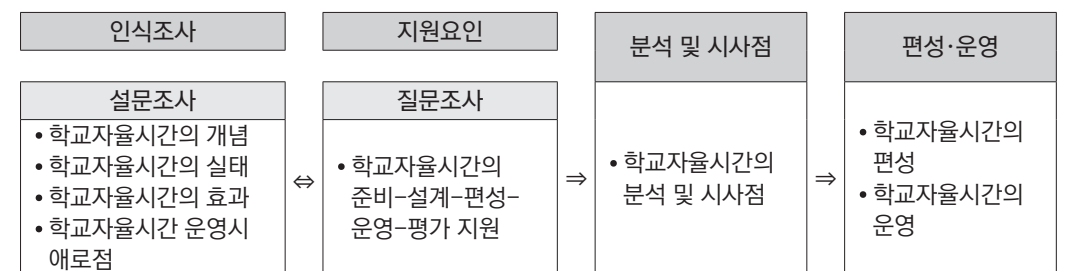 인식조사
지원요인
분석 및 시사점
편성·운영
설문조사
• 학교자율시간의 개념
• 학교자율시간의 실태
• 학교자율시간의 효과
• 학교자율시간 운영시
애로점
⇔
질문조사
• 학교자율시간의
준비-설계-편성-
운영-평가 지원
⇒
• 학교자율시간의
분석 및 시사점
⇒
• 학교자율시간의
편성
• 학교자율시간의
운영